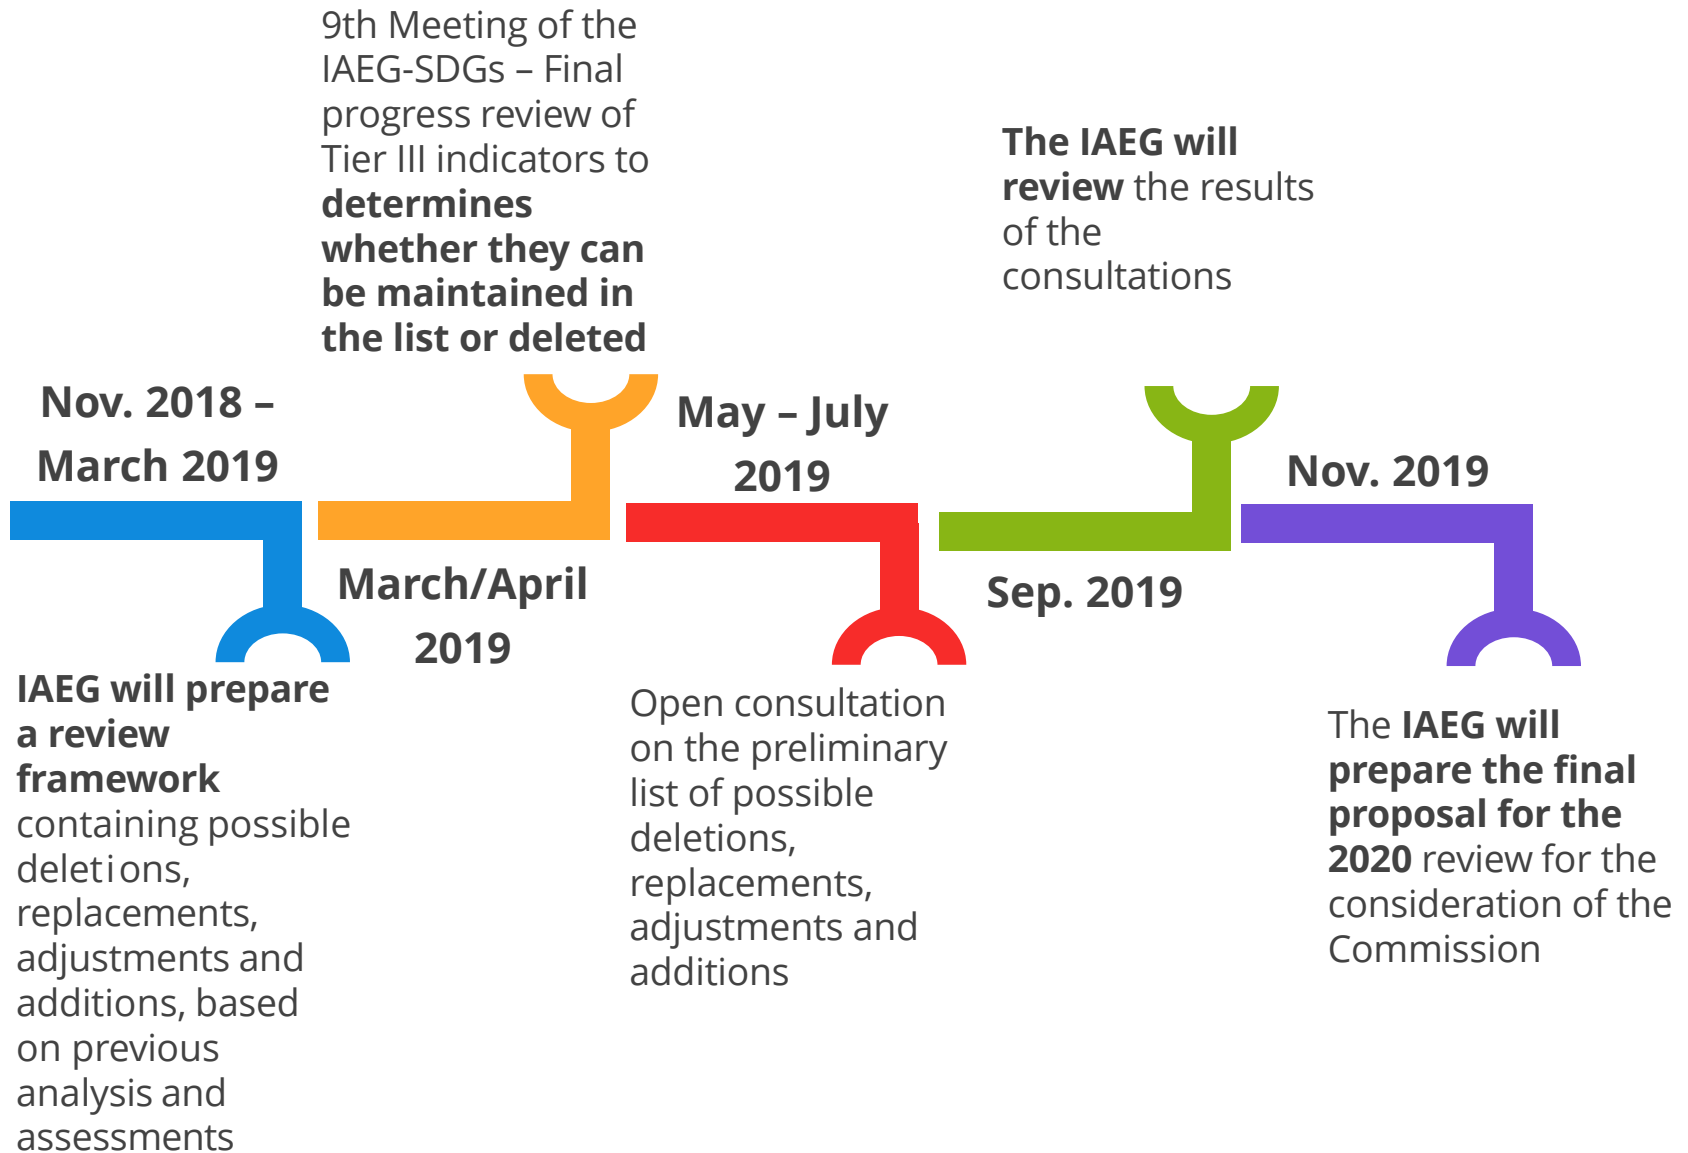 Nov. 2018 –
March 2019
IAEG will prepare
a review
framework
containing possible
deletions,
replacements,
adjustments and
additions, based
on previous
analysis and
assessments
9th Meeting of the
IAEG-SDGs – Final
progress review of
Tier III indicators to
determines
whether they can
be maintained in
the list or deleted
March/April
2019
May – July
2019
Open consultation
on the preliminary
list of possible
deletions,
replacements,
adjustments and
additions
The IAEG will
review the results
of the
consultations
Sep. 2019
Nov. 2019
The IAEG will
prepare the final
proposal for the
2020 review for the
consideration of the
Commission